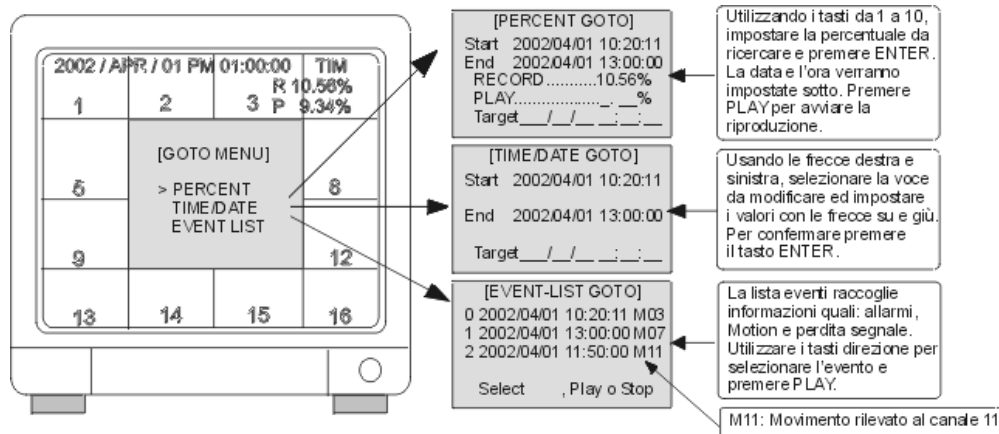 2002 / APR / 01 PM 01:00:00 TIM
R 10.56%
P 9.34%
1
2
3
[GOTO MENU]
> PERCENT
TIME/DATE
EVENT LIST
5
8
9
12
13
14
15
16
[PERCENT GOTO]
Start 2002/04/01 10:20:11
End 2002/04/01 13:00:00
RECORD............10.56%
PLAY...................._. __%
Target___/__/__ __:__:__
Utilizzando i tasti da 1 a 10,
impostare la percentuale da
ricercare e premere ENTER.
La data e l'ora verranno
impostate sotto. Premere
PLAY per avviare la
riproduzione.
[TIME/DATE GOTO]
Start 2002/04/01 10:20:11
End 2002/04/01 13:00:00
Target___/__/__ __:__:__
Usando le frecce destra e
sinistra, selezionare la voce
da modificare ed impostare
i valori con le frecce su e giù.
Per confermare premere
il tasto ENTER.
[EVENT-LIST GOTO]
0 2002/04/01 10:20:11 M03
1 2002/04/01 13:00:00 M07
2 2002/04/01 11:50:00 M11
Select , Play o Stop
La lista eventi raccoglie
informazioni quali: allarmi,
Motion e perdita segnale.
Utilizzare i tasti direzione per
selezionare l'evento e
premere PLAY.
M11: Movimento rilevato al canale 11